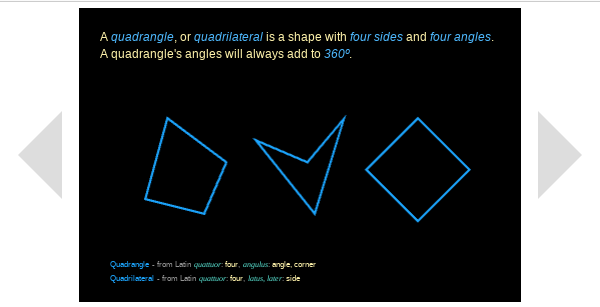 A quadrangle, or quadrilateral is a shape with four sides and four angles.
A quadrangle's angles will always add to 360º.
Quadrangle - from Latin quattuor: four, angulus: angle, corner
Quadrilateral - from Latin quattuor: four, latus, later: side